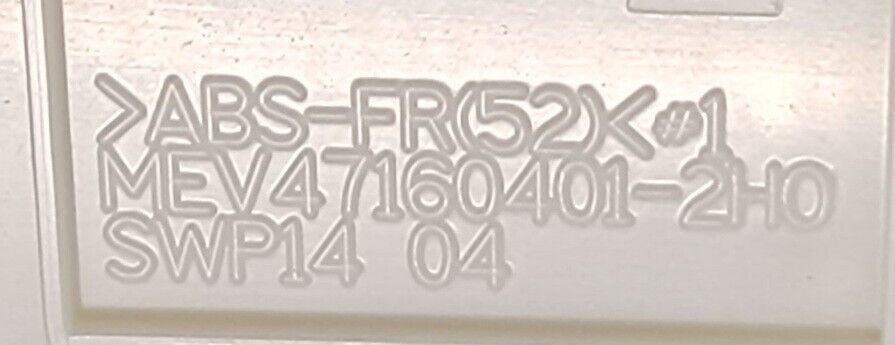 >ABS-FR(52)< #1
MEV47160401-2H0
SWP14 04